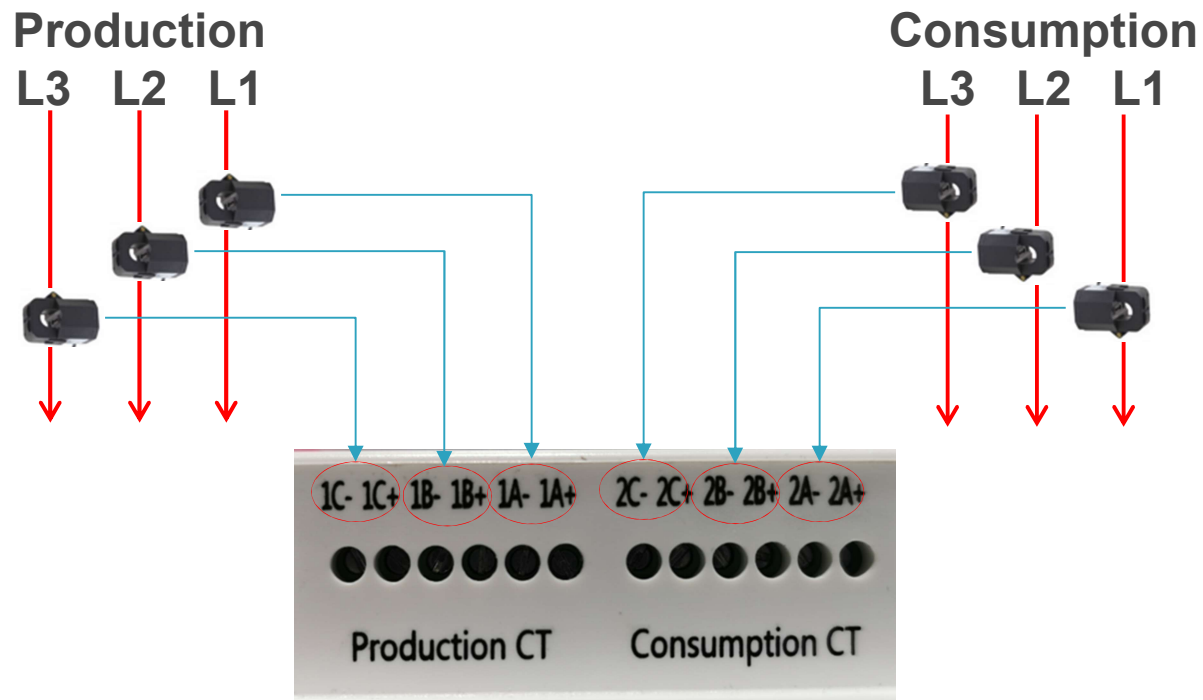 Production
L3 L2 L1
Consumption
L3 L2 L1
1C- 1C+ 1B- 1B+ 1A- 1A+
2C- 2C+ 2B- 2B+ 2A- 2A+
Production CT
Consumption CT